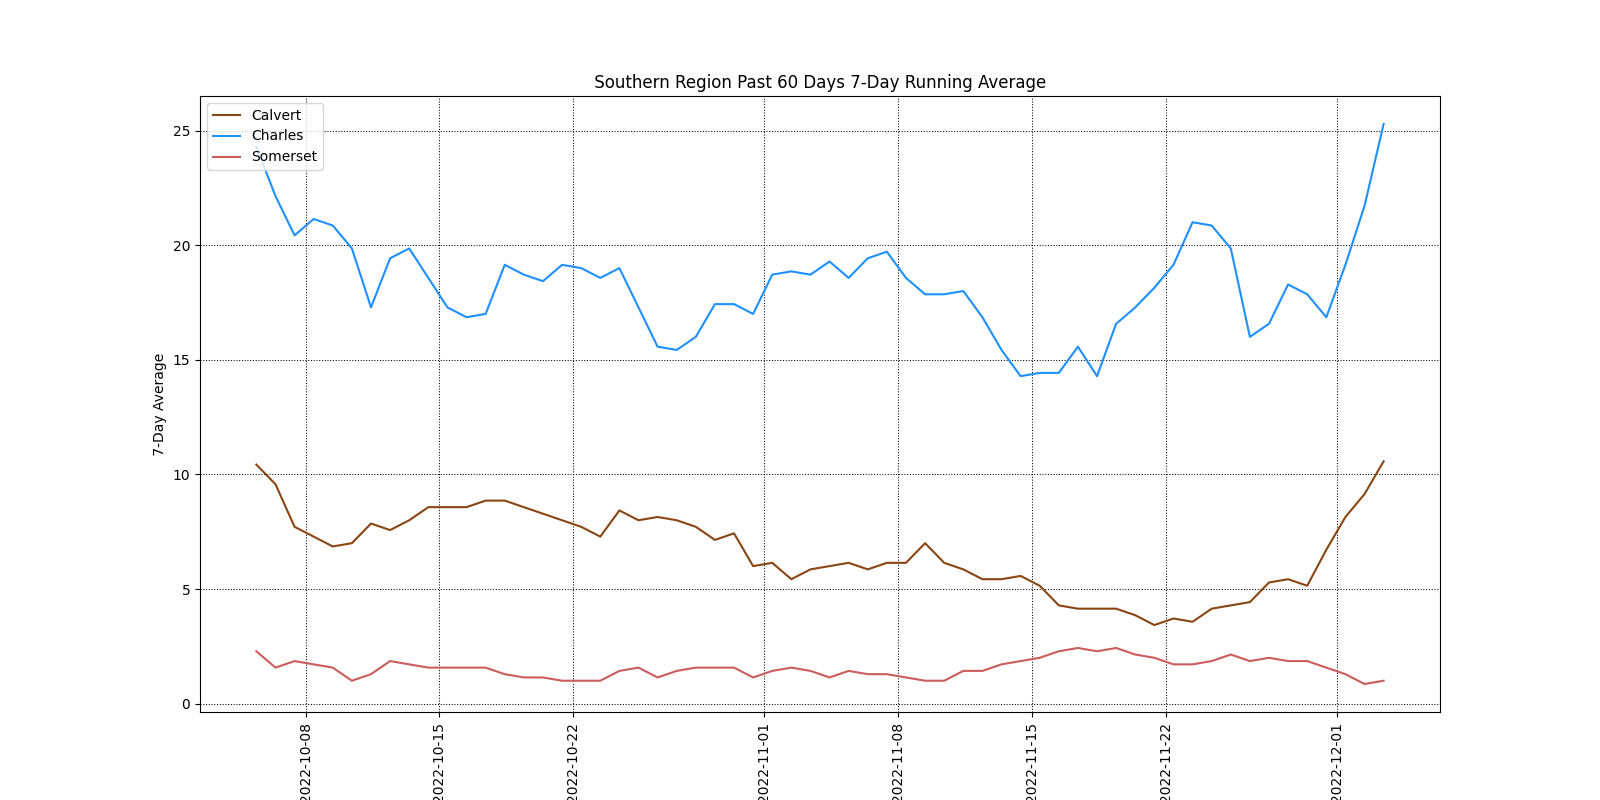 Southern Region Past 60 Days 7-Day Running Average
Calvert
Charles
Somerset
7-Day Average
25
20
15
10
5
0
2022-10-08
2022-10-15
2022-10-22
2022-11-01
2022-11-08
2022-11-15
2022-11-22
2022-12-01